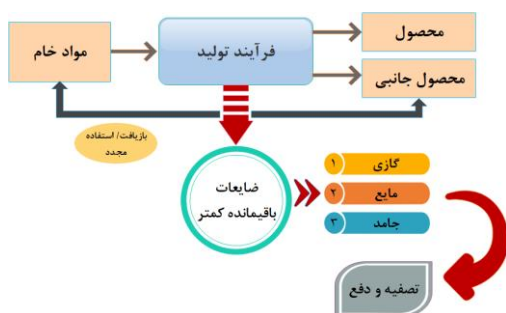 مواد خام
فرآیند تولید
محصول
محصول جانبی
بازیافت/ استفاده
مجدد
ضایعات
باقیمانده کمتر
۱ گازی
۲ مایع
۳ جامد
تصفیه و دفع